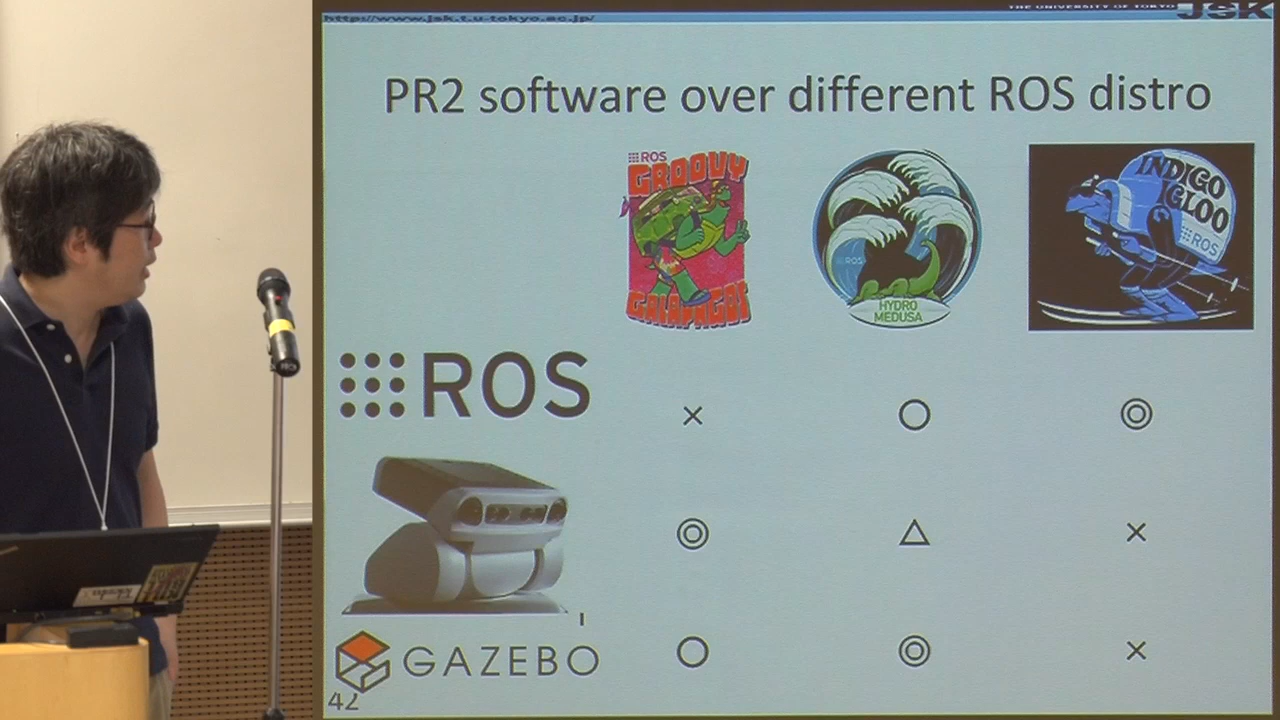 http://www.jsk.t.u-tokyo.ac.jp/
THE UNIVERSITY OF TOKYO JSK
PR2 software over different ROS distro
ROS
GROOVY
GALAPAGOS
ROS
HYDRO
MEDUSA
INDIGO
IGLOO
ROS
ROS
× ○ ◎
◎ △ ×
GAZEBO ○ ◎ ×
42